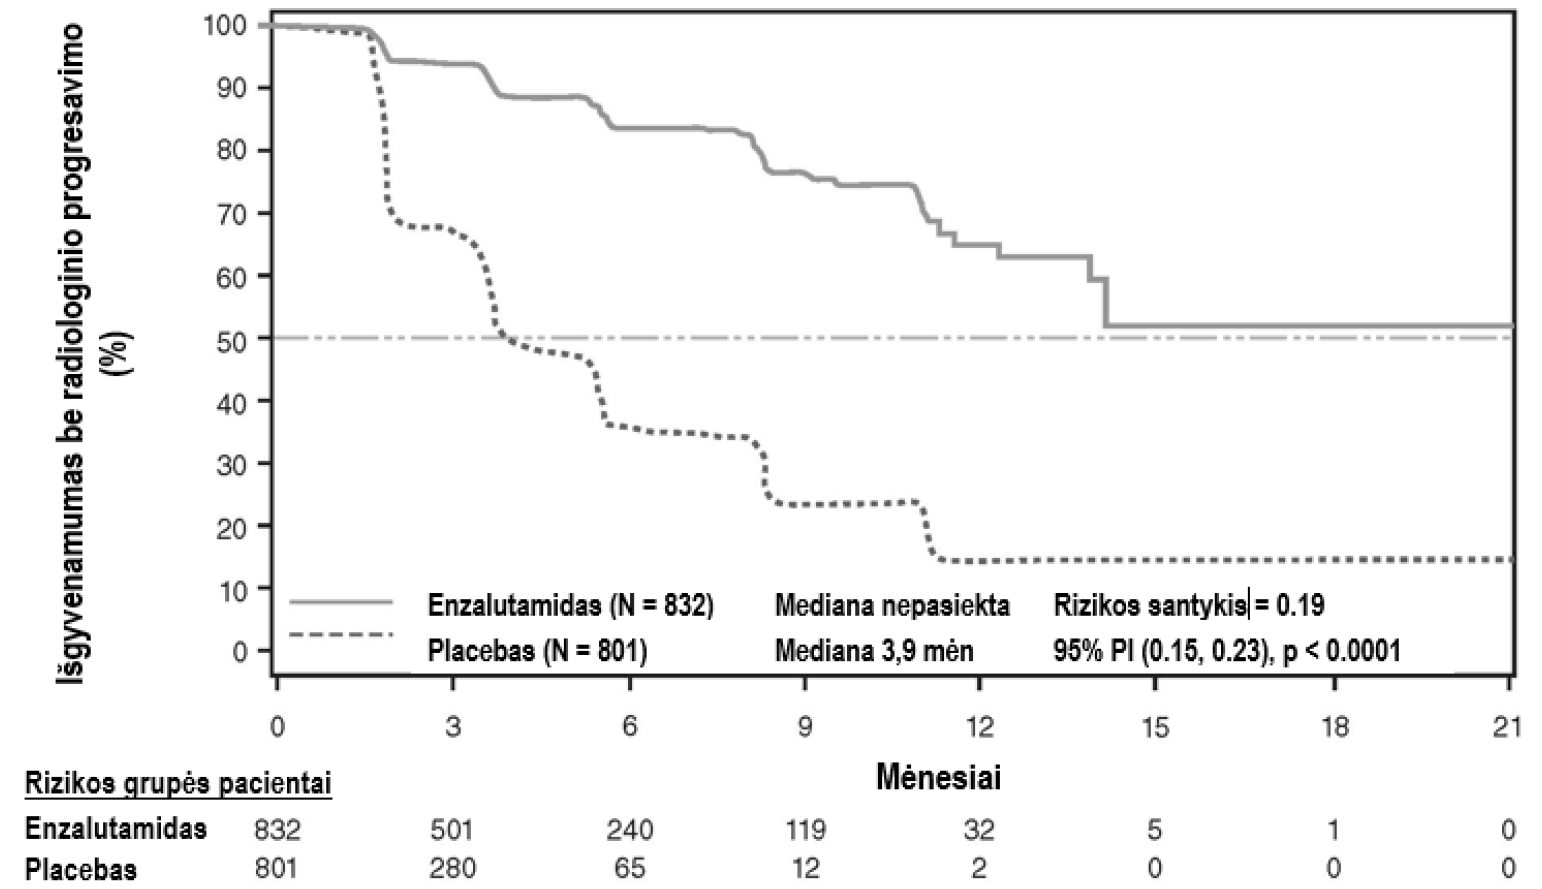 Išgyvenamumas be radiologinio progresavimo
(%)
100
90
80
70
60
50
40
30
20
10
0
Enzalutamidas (N = 832) Mediana nepasiekta Rizikos santykis = 0.19
Placebas (N = 801) Mediana 3,9 mėn 95% PI (0.15, 0.23), p < 0.0001
0 3 6 9 12 15 18 21
Mėnesiai
Rizikos grupės pacientai
Enzalutamidas 832 501 240 119 32 5 1 0
Placebas 801 280 65 12 2 0 0 0